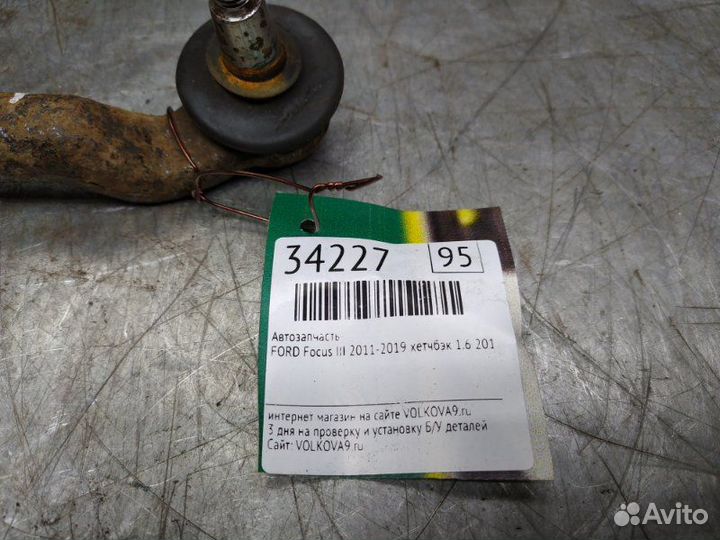 34227 95
Автозапчасть
FORD Focus III 2011-2019 хетчбэк 1.6 201
интернет магазин на сайте VOLKOVA9.ru
3 дня на проверку и установку Б/У деталей
Сайт: VOLKOVA9.ru
Avito